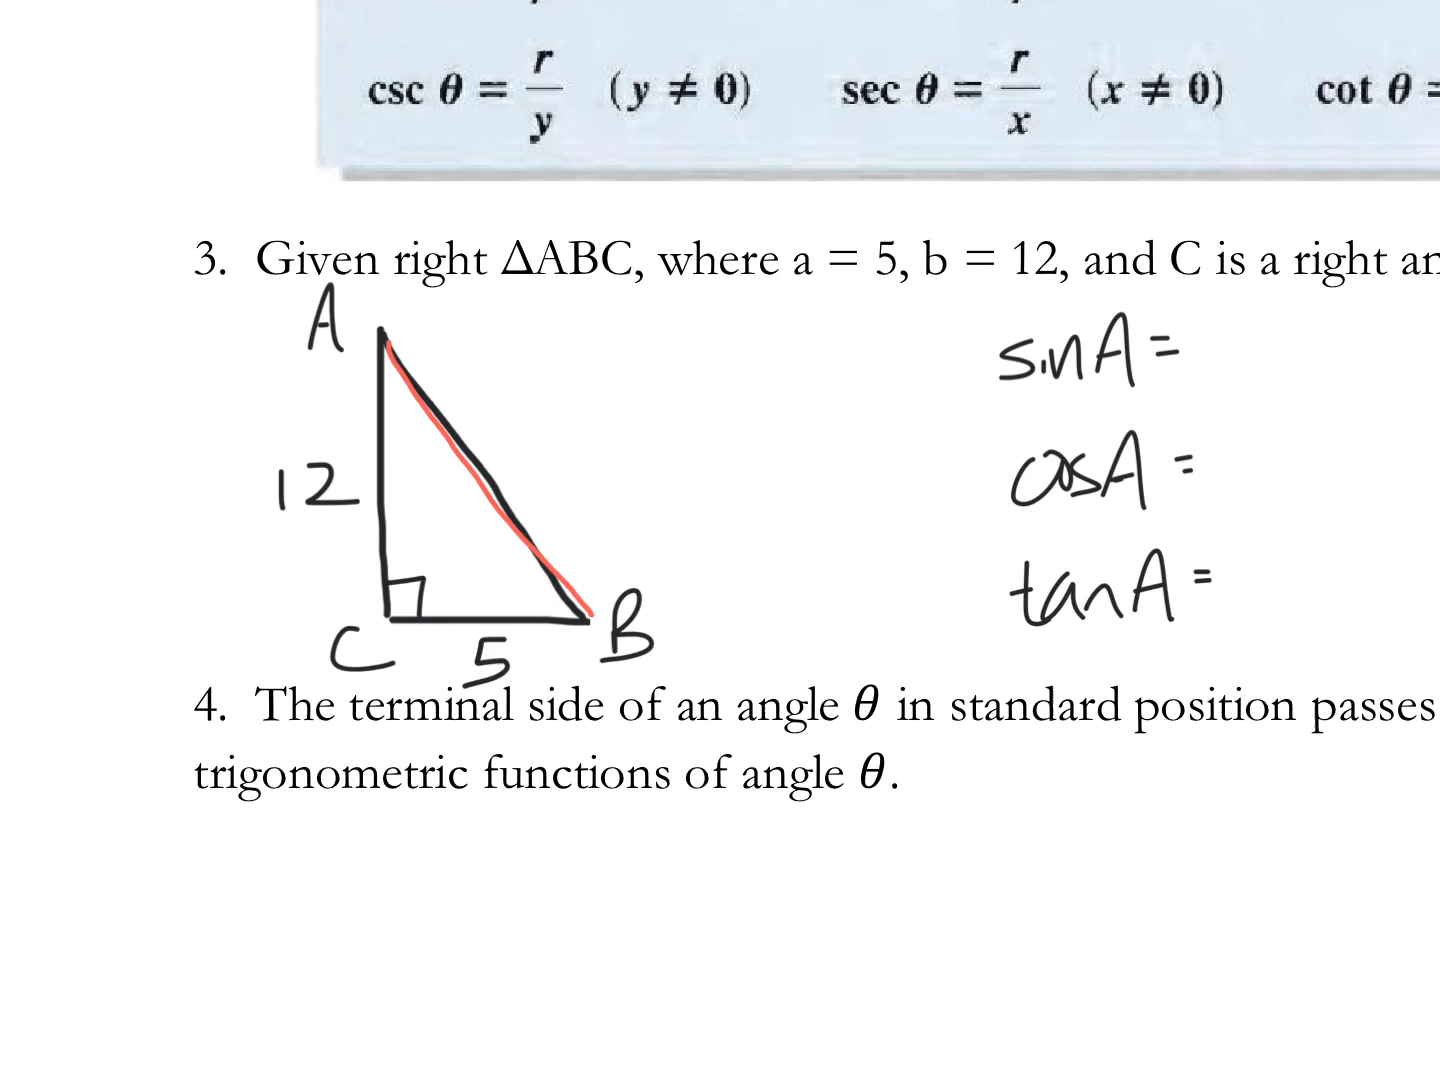 csc θ = r/y (y ≠ 0) sec θ = r/x (x ≠ 0) cot θ =
3. Given right ΔABC, where a = 5, b = 12, and C is a right
A
sinA =
cosA =
12
tanA =
C 5 B
4. The terminal side of an angle θ in standard position passes
trigonometric functions of angle θ.